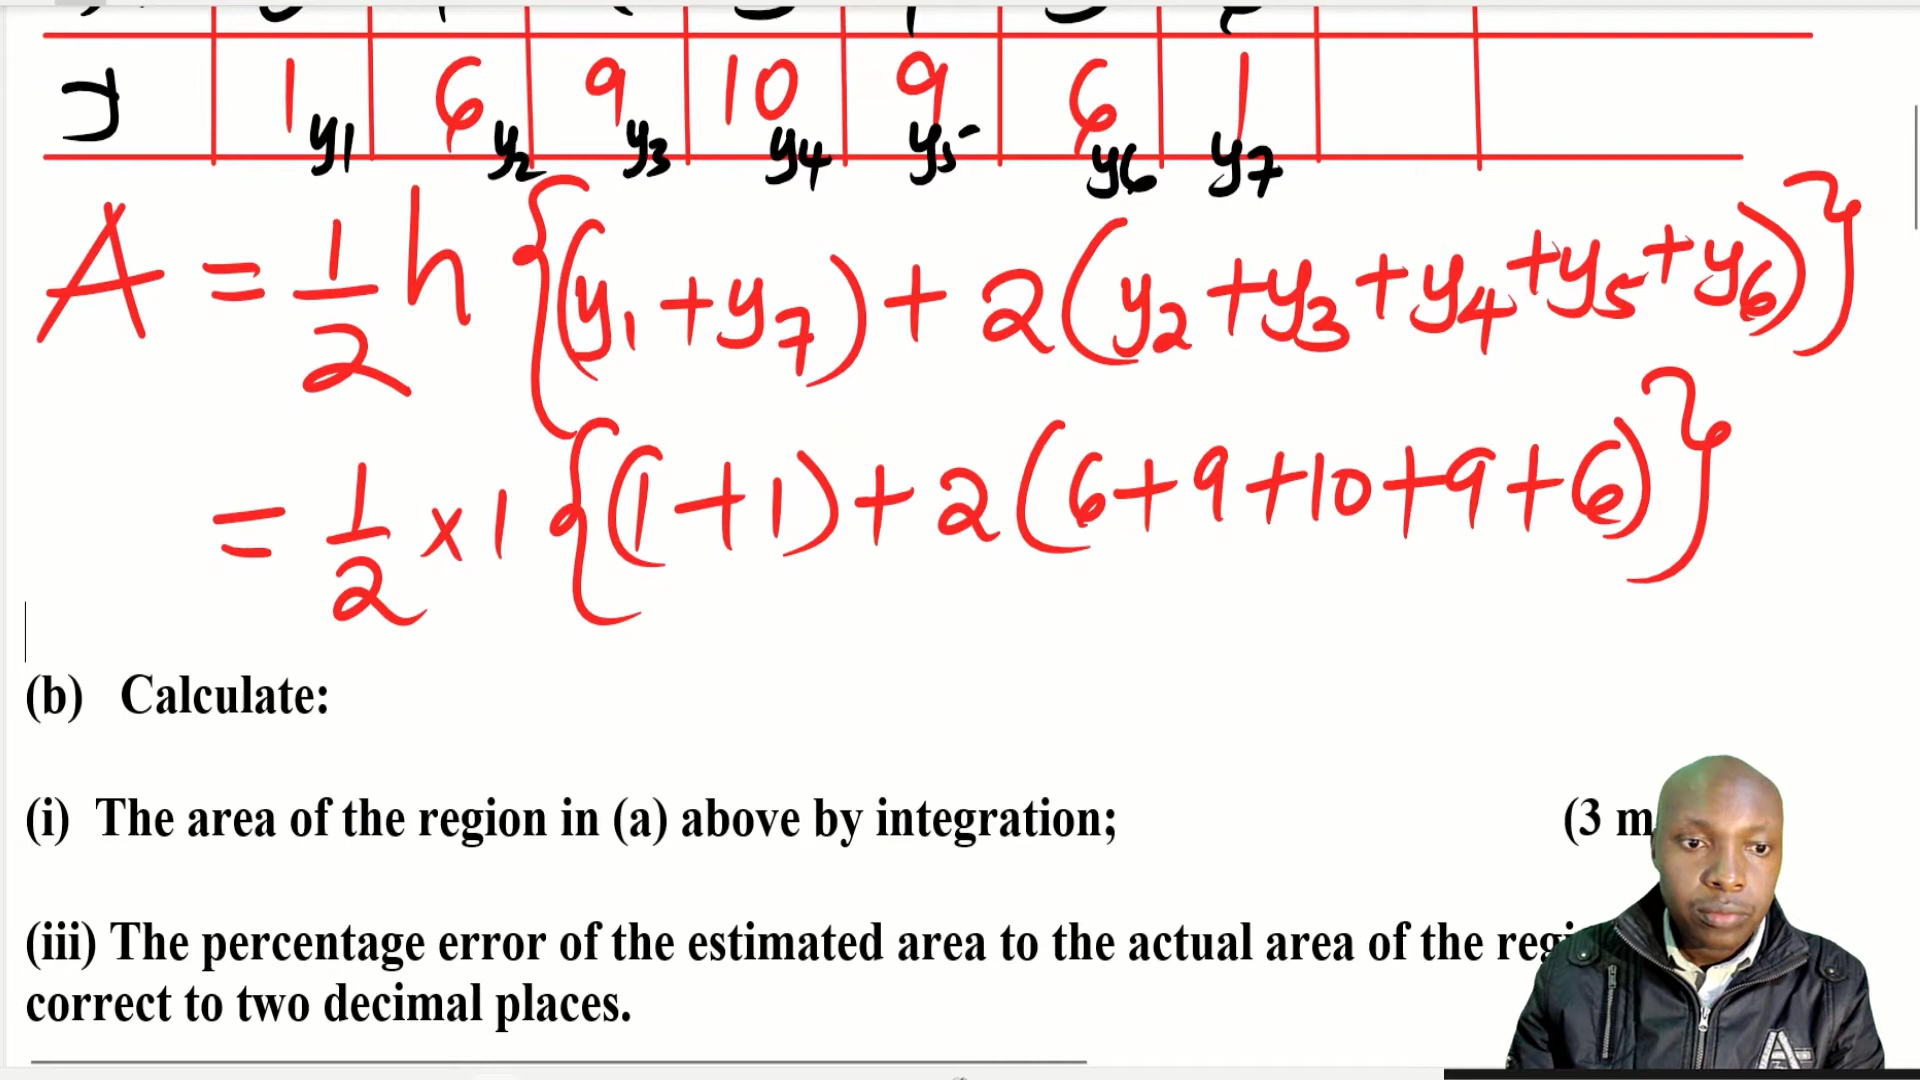 y 1 6 9 10 9 6 1
y1 y2 y3 y4 y5 y6 y7
A = 1/2 h {(y1 + y7) + 2(y2 + y3 + y4 + y5 + y6)}
= 1/2 × 1 {(1 + 1) + 2(6 + 9 + 10 + 9 + 6)}
(b) Calculate:
(i) The area of the region in (a) above by integration; (3 m
(iii) The percentage error of the estimated area to the actual area of the regi
correct to two decimal places.